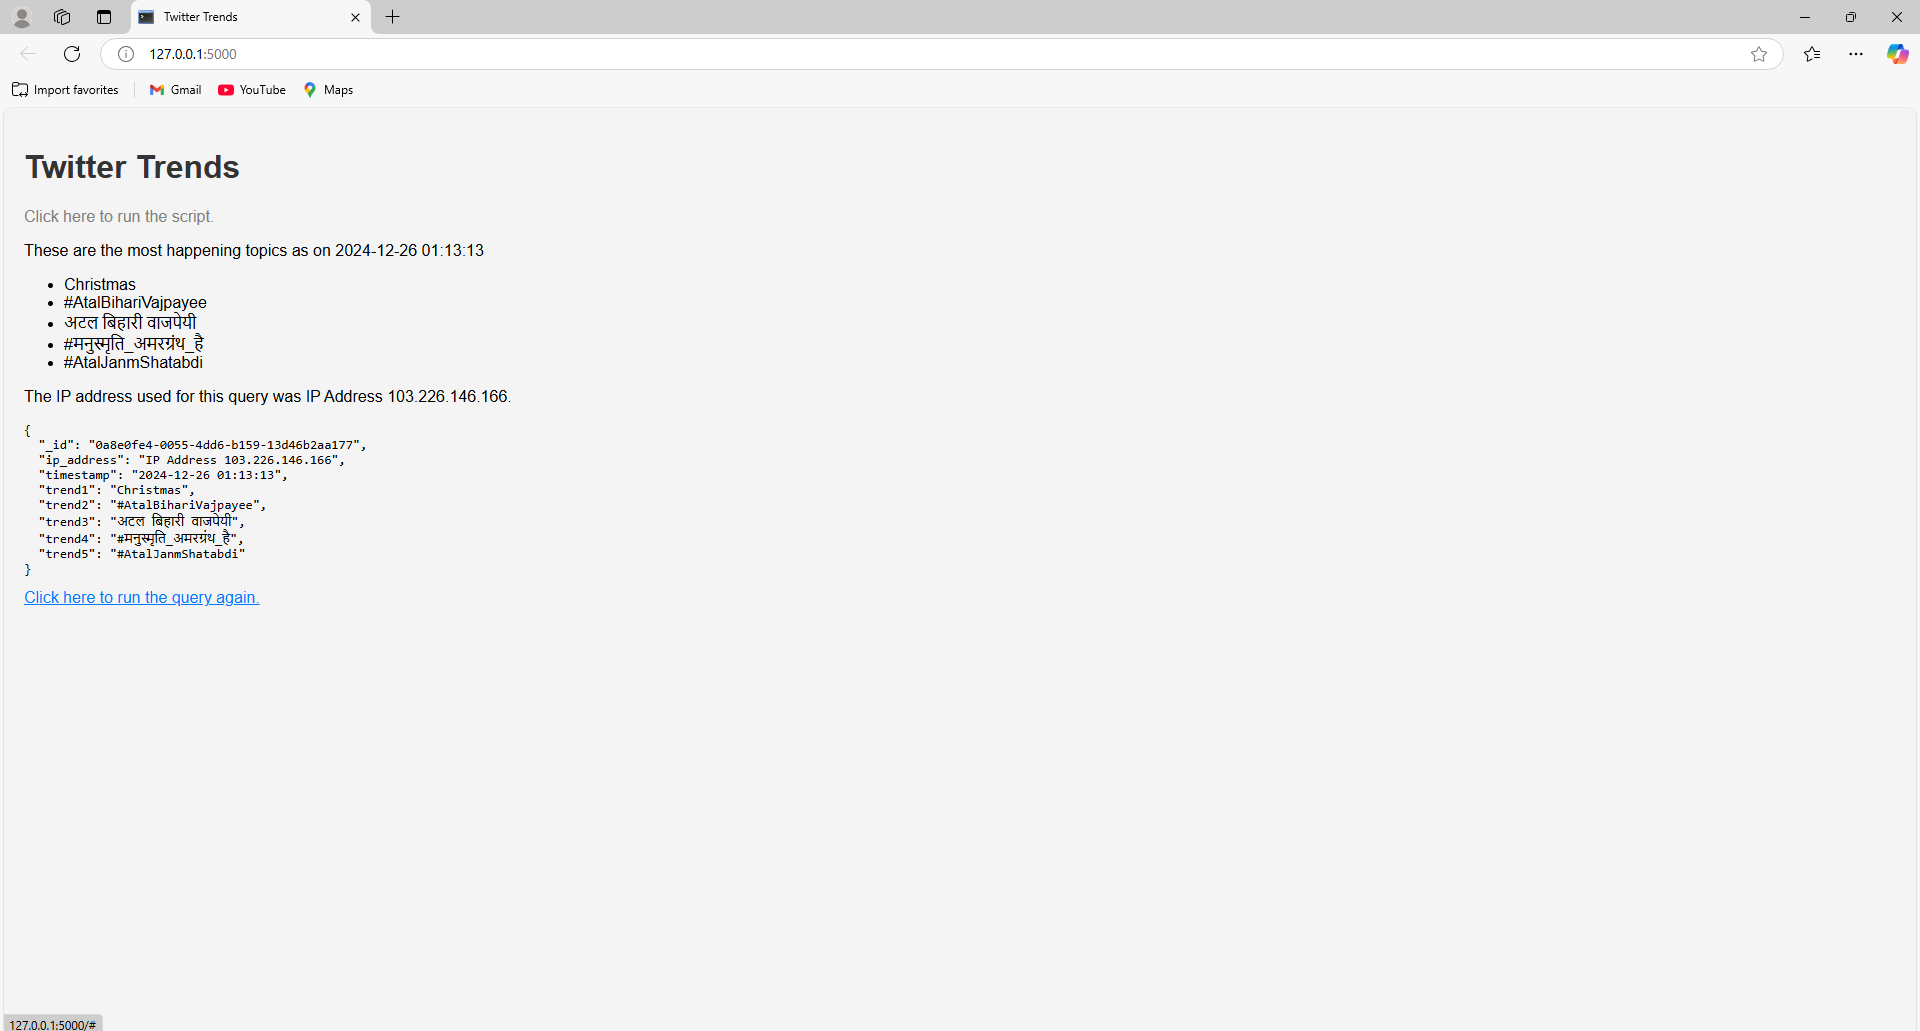 Twitter Trends
127.0.0.1:5000
Import favorites
Gmail
YouTube
Maps
Twitter Trends
Click here to run the script.
These are the most happening topics as on 2024-12-26 01:13:13
Christmas
#AtalBihariVajpayee
अटल बिहारी वाजपेयी
#मनुस्मृति_अमरग्रंथ_है
#AtalJanmShatabdi
The IP address used for this query was IP Address 103.226.146.166.
{
"_id": "0a8e0fe4-0055-4dd6-b159-13d46b2aa177",
"ip_address": "IP Address 103.226.146.166",
"timestamp": "2024-12-26 01:13:13",
"trend1": "Christmas",
"trend2": "#AtalBihariVajpayee",
"trend3": "अटल बिहारी वाजपेयी",
"trend4": "#मनुस्मृति_अमरग्रंथ_है",
"trend5": "#AtalJanmShatabdi"
}
Click here to run the query again.
127.0.0.1:5000/#